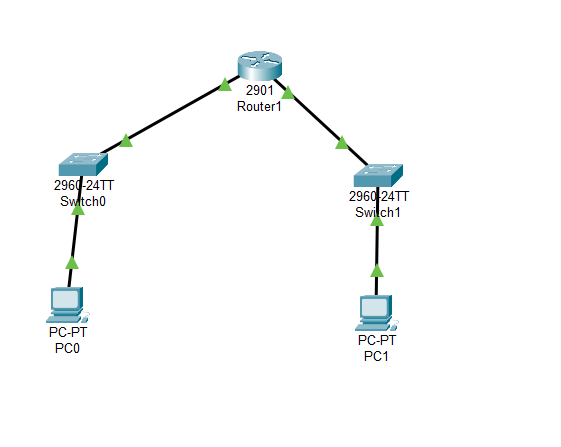 2901
Router1
2960-24TT
Switch0
2960-24TT
Switch1
PC-PT
PC0
PC-PT
PC1